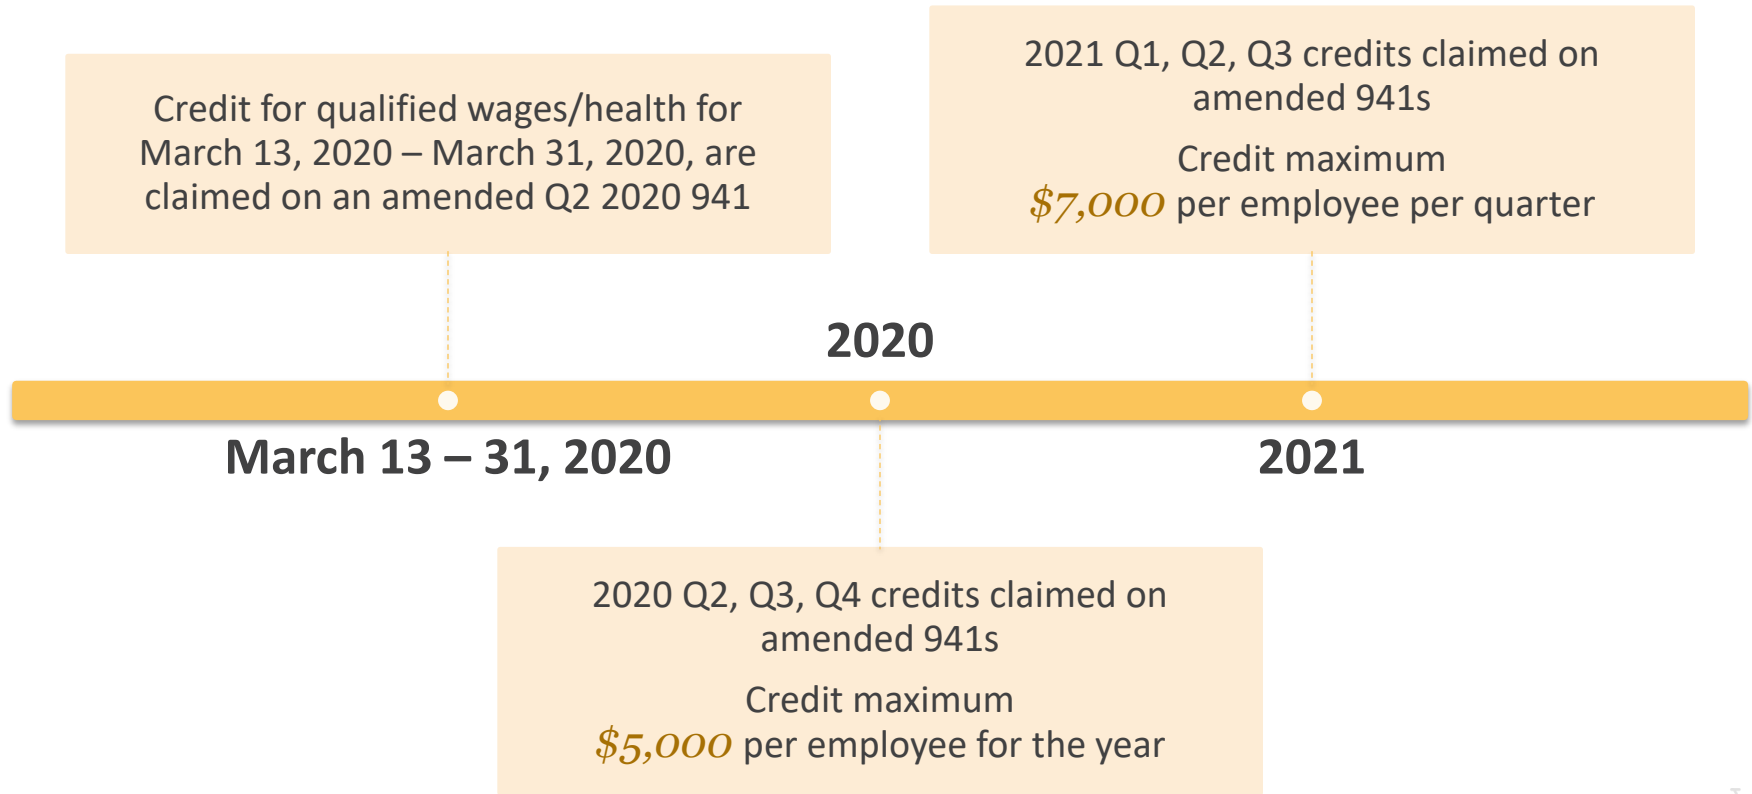 Credit for qualified wages/health for
March 13, 2020 – March 31, 2020, are
claimed on an amended Q2 2020 941
2021 Q1, Q2, Q3 credits claimed on
amended 941s
Credit maximum
$7,000 per employee per quarter
2020
March 13 – 31, 2020
2021
2020 Q2, Q3, Q4 credits claimed on
amended 941s
Credit maximum
$5,000 per employee for the year